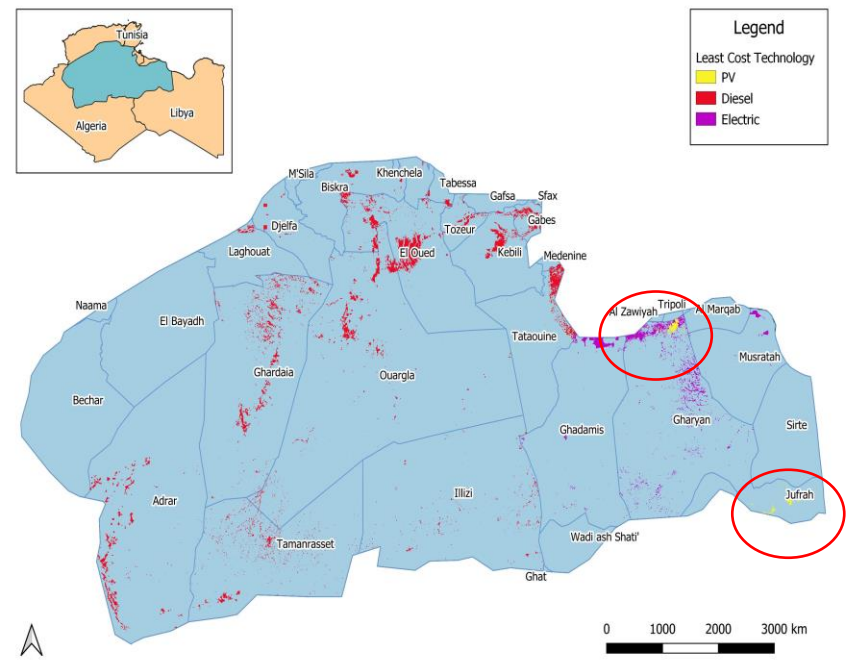 Tunisia
Algeria
Libya
Legend
Least Cost Technology
PV
Diesel
Electric
M'Sila
Khenchela
Biskra
Tabessa
Gafsa
Sfax
Djelfa
Tozeur
Gabes
Laghouat
El Oued
Kebili
Medenine
Naama
El Bayadh
Al Zawiyah
Tripoli
Al Marqab
Tataouine
Musratah
Bechar
Ghardaia
Ouargla
Ghadamis
Gharyan
Sirte
Adrar
Illizi
Jufrah
Tamanrasset
Wadi ash Shati'
Ghat
0 1000 2000 3000 km